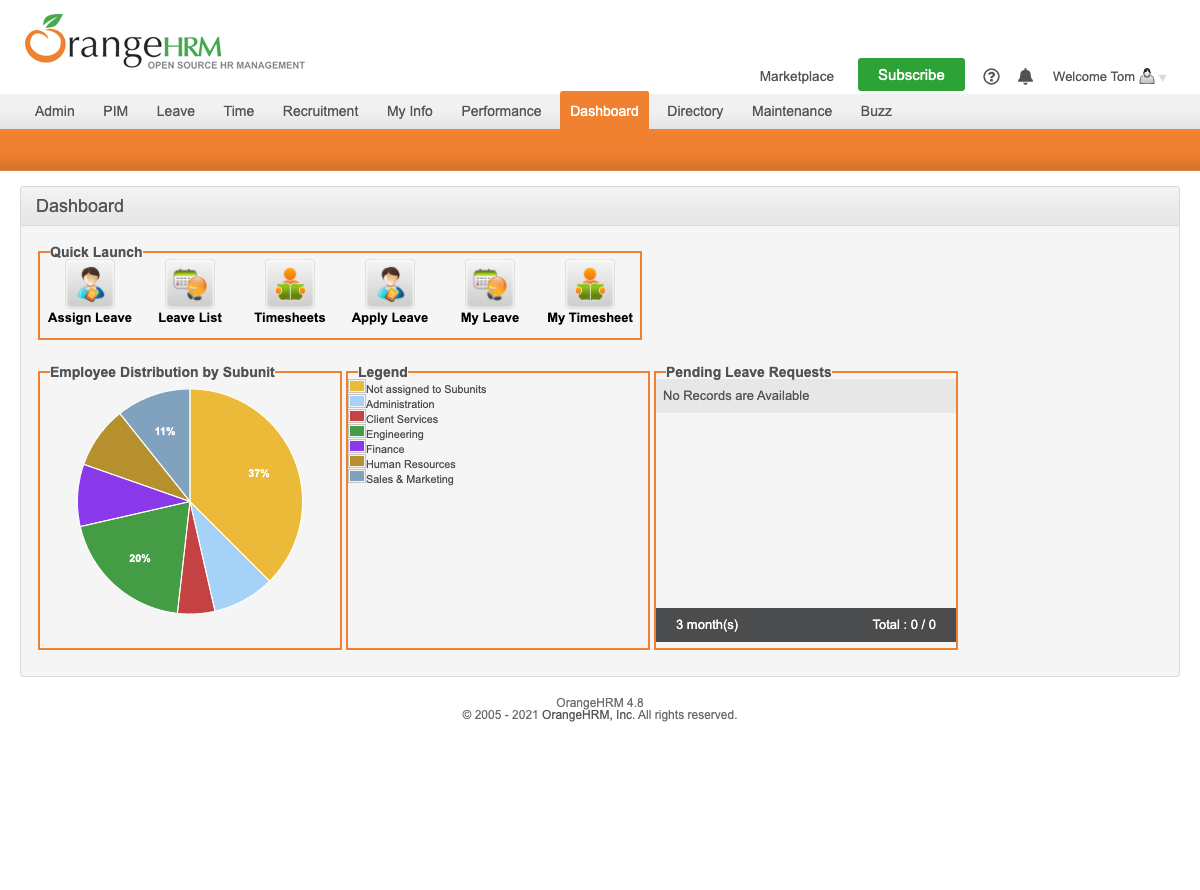 OrangeHRM
OPEN SOURCE HR MANAGEMENT
Marketplace Subscribe Welcome Tom
Admin PIM Leave Time Recruitment My Info Performance Dashboard Directory Maintenance Buzz
Dashboard
Quick Launch
Assign Leave Leave List Timesheets Apply Leave My Leave My Timesheet
Employee Distribution by Subunit
11%
37%
20%
Legend
Not assigned to Subunits
Administration
Client Services
Engineering
Finance
Human Resources
Sales & Marketing
Pending Leave Requests
No Records are Available
3 month(s) Total : 0 / 0
OrangeHRM 4.8
© 2005 - 2021 OrangeHRM, Inc. All rights reserved.